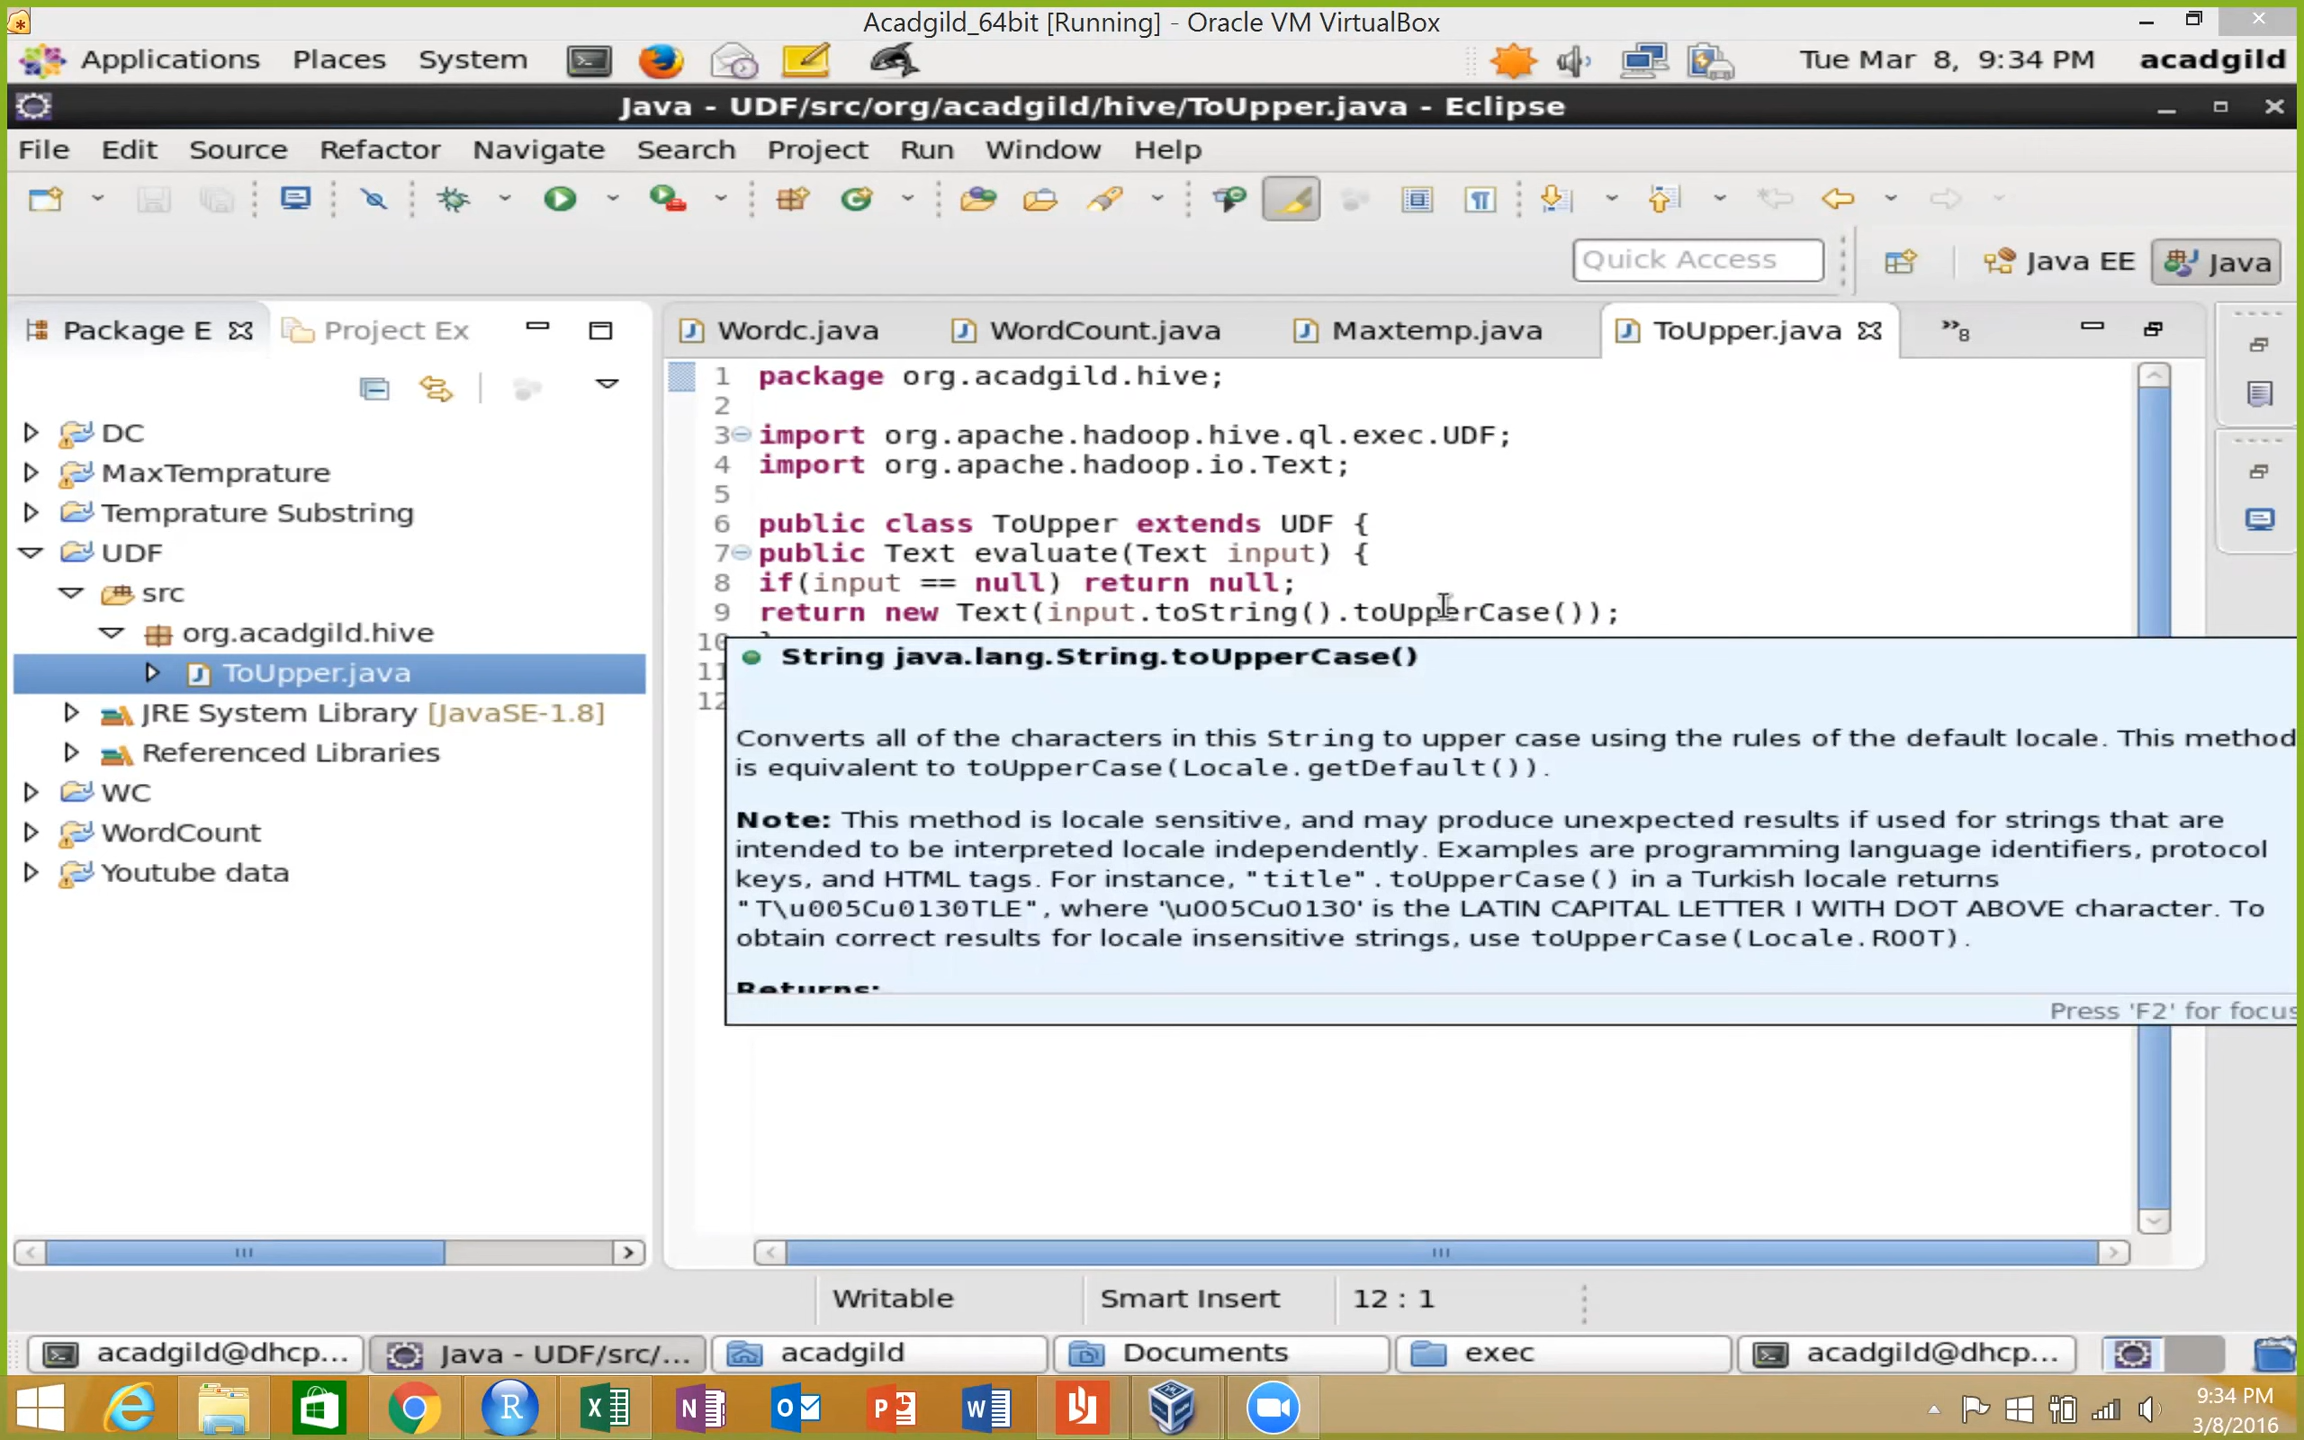 Acadgild_64bit [Running] - Oracle VM VirtualBox
Applications Places System Tue Mar 8, 9:34 PM acadgild
Java - UDF/src/org/acadgild/hive/ToUpper.java - Eclipse
File Edit Source Refactor Navigate Search Project Run Window Help
Quick Access Java EE Java
Package E Project Ex
Wordc.java WordCount.java Maxtemp.java ToUpper.java »8
DC
MaxTemprature
Temprature Substring
UDF
src
org.acadgild.hive
ToUpper.java
JRE System Library [JavaSE-1.8]
Referenced Libraries
WC
WordCount
Youtube data
1 package org.acadgild.hive;
2
3 import org.apache.hadoop.hive.ql.exec.UDF;
4 import org.apache.hadoop.io.Text;
5
6 public class ToUpper extends UDF {
7 public Text evaluate(Text input) {
8 if(input == null) return null;
9 return new Text(input.toString().toUpperCase());
10 }
11
12
String java.lang.String.toUpperCase()
Converts all of the characters in this String to upper case using the rules of the default locale. This method
is equivalent to toUpperCase(Locale.getDefault()).
Note: This method is locale sensitive, and may produce unexpected results if used for strings that are
intended to be interpreted locale independently. Examples are programming language identifiers, protocol
keys, and HTML tags. For instance, "title".toUpperCase() in a Turkish locale returns
"T\u005Cu0130TLE", where '\u005Cu0130' is the LATIN CAPITAL LETTER I WITH DOT ABOVE character. To
obtain correct results for locale insensitive strings, use toUpperCase(Locale.ROOT).
Returns:
Press 'F2' for focus
Writable Smart Insert 12 : 1
acadgild@dhcp... Java - UDF/src/... acadgild Documents exec acadgild@dhcp...
9:34 PM
3/8/2016